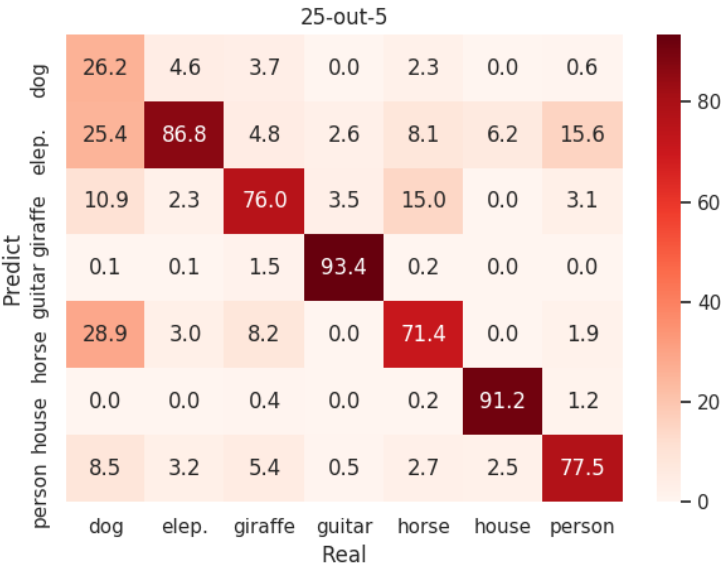 25-out-5
dog 26.2 4.6 3.7 0.0 2.3 0.0 0.6
elep. 25.4 86.8 4.8 2.6 8.1 6.2 15.6
giraffe 10.9 2.3 76.0 3.5 15.0 0.0 3.1
guitar 0.1 0.1 1.5 93.4 0.2 0.0 0.0
horse 28.9 3.0 8.2 0.0 71.4 0.0 1.9
house 0.0 0.0 0.4 0.0 0.2 91.2 1.2
person 8.5 3.2 5.4 0.5 2.7 2.5 77.5
dog elep. giraffe guitar horse house person
Real
Predict
80
60
40
20
0